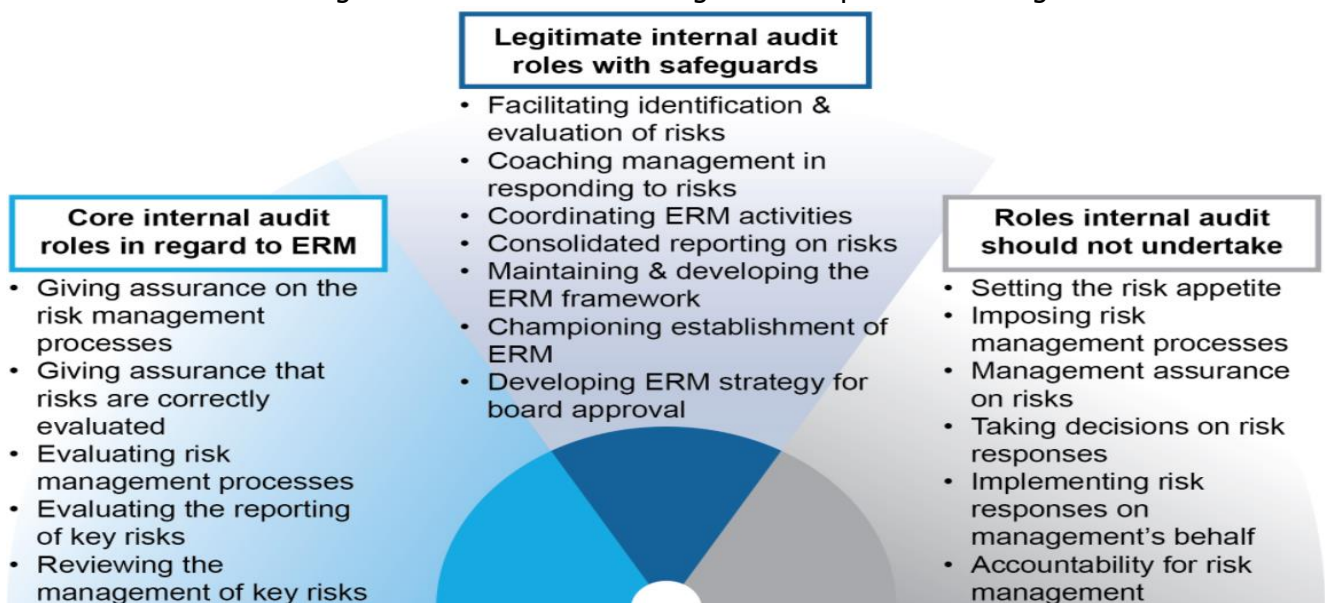 Legitimate internal audit
roles with safeguards
• Facilitating identification &
evaluation of risks
• Coaching management in
responding to risks
• Coordinating ERM activities
• Consolidated reporting on risks
• Maintaining & developing the
ERM framework
• Championing establishment of
ERM
• Developing ERM strategy for
board approval
Core internal audit
roles in regard to ERM
• Giving assurance on the
risk management
processes
• Giving assurance that
risks are correctly
evaluated
• Evaluating risk
management processes
• Evaluating the reporting
of key risks
• Reviewing the
management of key risks
Roles internal audit
should not undertake
• Setting the risk appetite
• Imposing risk
management processes
• Management assurance
on risks
• Taking decisions on risk
responses
• Implementing risk
responses on
management's behalf
• Accountability for risk
management